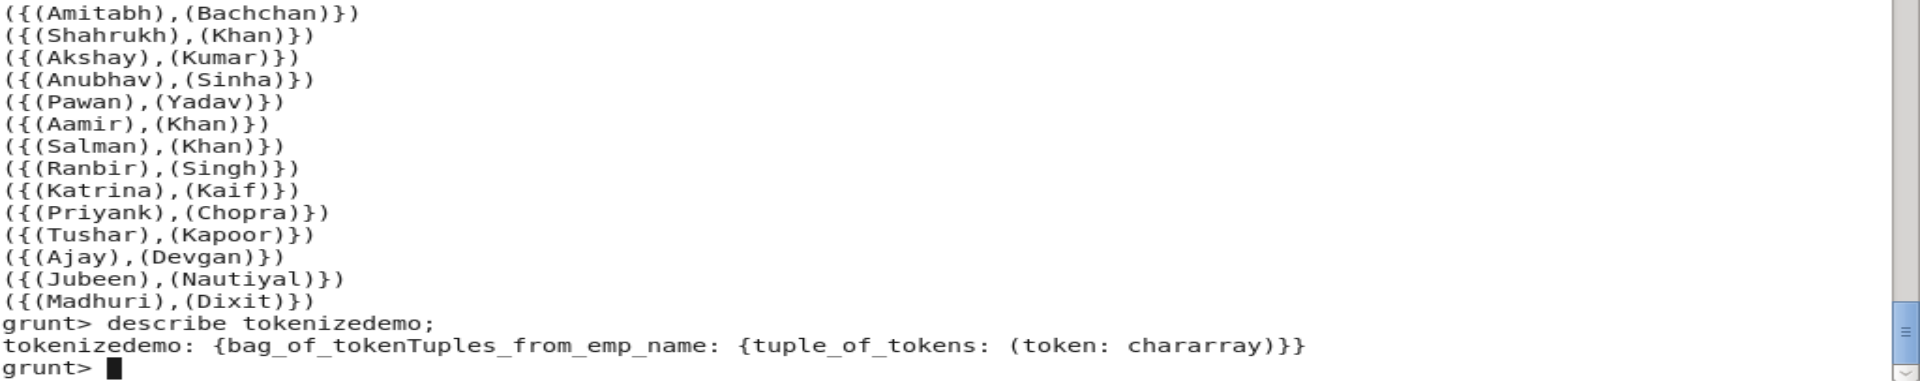 ({(Amitabh),(Bachchan)})
({(Shahrukh),(Khan)})
({(Akshay),(Kumar)})
({(Anubhav),(Sinha)})
({(Pawan),(Yadav)})
({(Aamir),(Khan)})
({(Salman),(Khan)})
({(Ranbir),(Singh)})
({(Katrina),(Kaif)})
({(Priyank),(Chopra)})
({(Tushar),(Kapoor)})
({(Ajay),(Devgan)})
({(Jubeen),(Nautiyal)})
({(Madhuri),(Dixit)})
grunt> describe tokenizedemo;
tokenizedemo: {bag_of_tokenTuples_from_emp_name: {tuple_of_tokens: (token: chararray)}}
grunt>